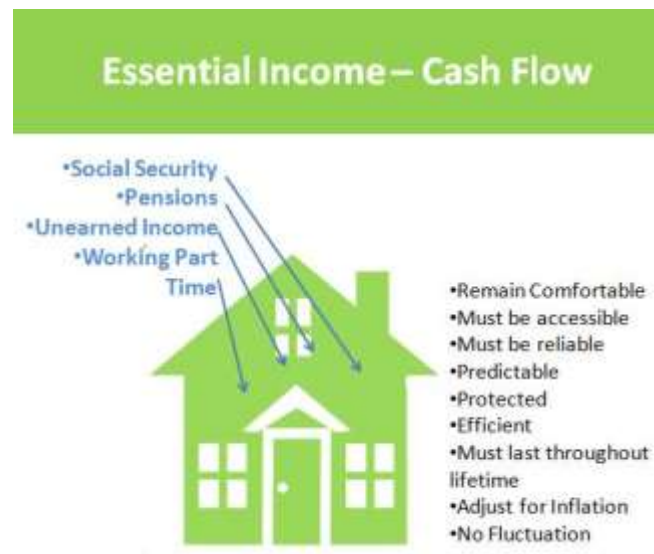 Essential Income – Cash Flow
•Social Security
•Pensions
•Unearned Income
•Working Part
Time
•Remain Comfortable
•Must be accessible
•Must be reliable
•Predictable
•Protected
•Efficient
•Must last throughout
lifetime
•Adjust for Inflation
•No Fluctuation